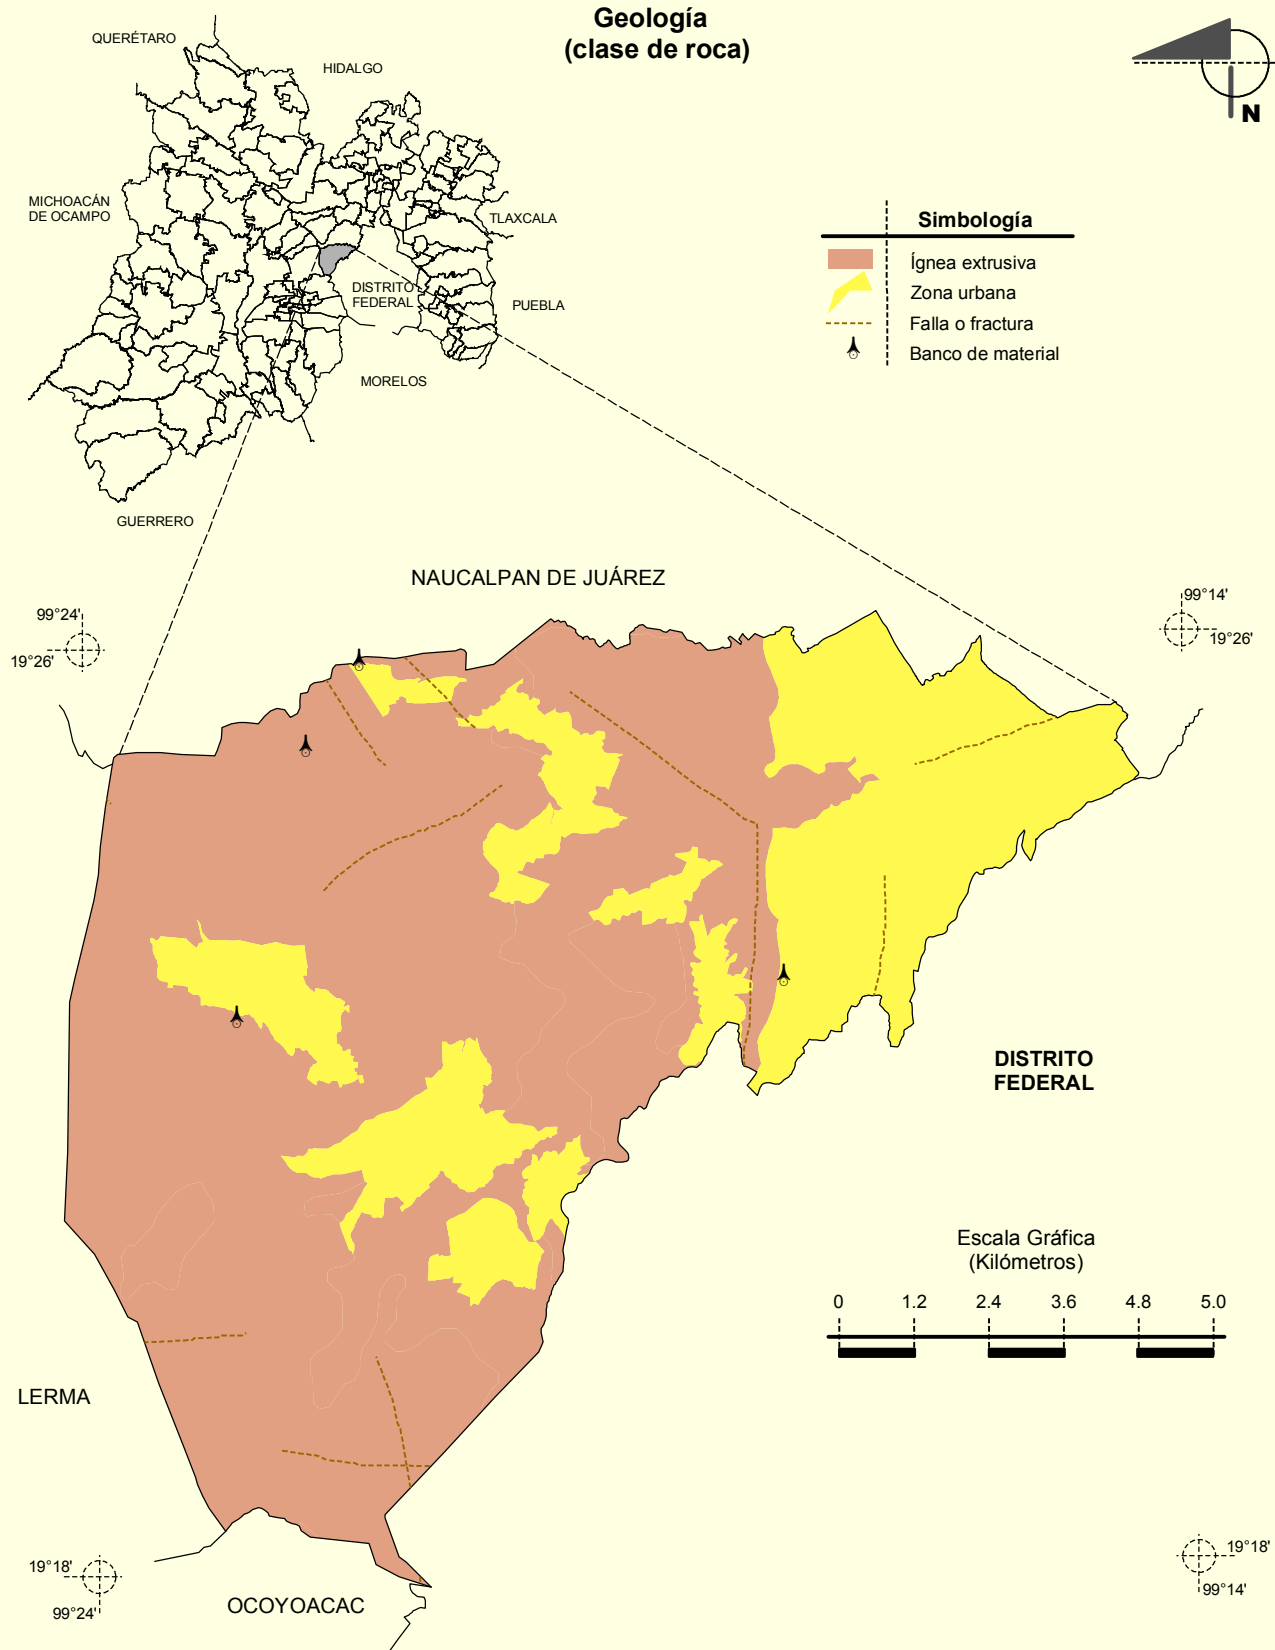 Geología
(clase de roca)
QUERÉTARO
HIDALGO
N
MICHOACÁN
DE OCAMPO
TLAXCALA
DISTRITO
FEDERAL
PUEBLA
MORELOS
GUERRERO
Simbología
Ígnea extrusiva
Zona urbana
Falla o fractura
Banco de material
NAUCALPAN DE JUÁREZ
99°24'
19°26'
99°14'
19°26'
DISTRITO
FEDERAL
Escala Gráfica
(Kilómetros)
0 1.2 2.4 3.6 4.8 5.0
LERMA
19°18'
99°24'
OCOYOACAC
19°18'
99°14'